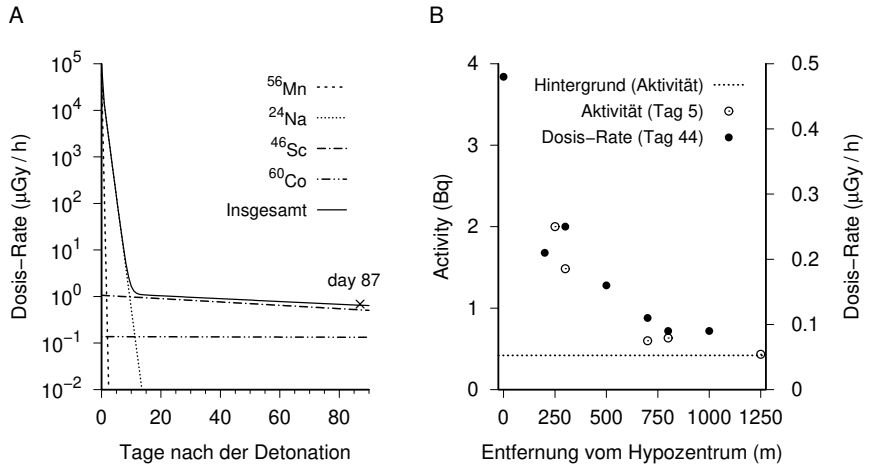 A
10^5
10^4
10^3
10^2
10^1
10^0
10^−1
10^−2
Dosis−Rate (μGy / h)
56Mn
24Na
46Sc
60Co
Insgesamt
day 87
0 20 40 60 80
Tage nach der Detonation
B
4
3
2
1
0
Activity (Bq)
Hintergrund (Aktivität)
Aktivität (Tag 5)
Dosis−Rate (Tag 44)
0.5
0.4
0.3
0.2
0.1
0
Dosis−Rate (μGy / h)
0 250 500 750 1000 1250
Entfernung vom Hypozentrum (m)